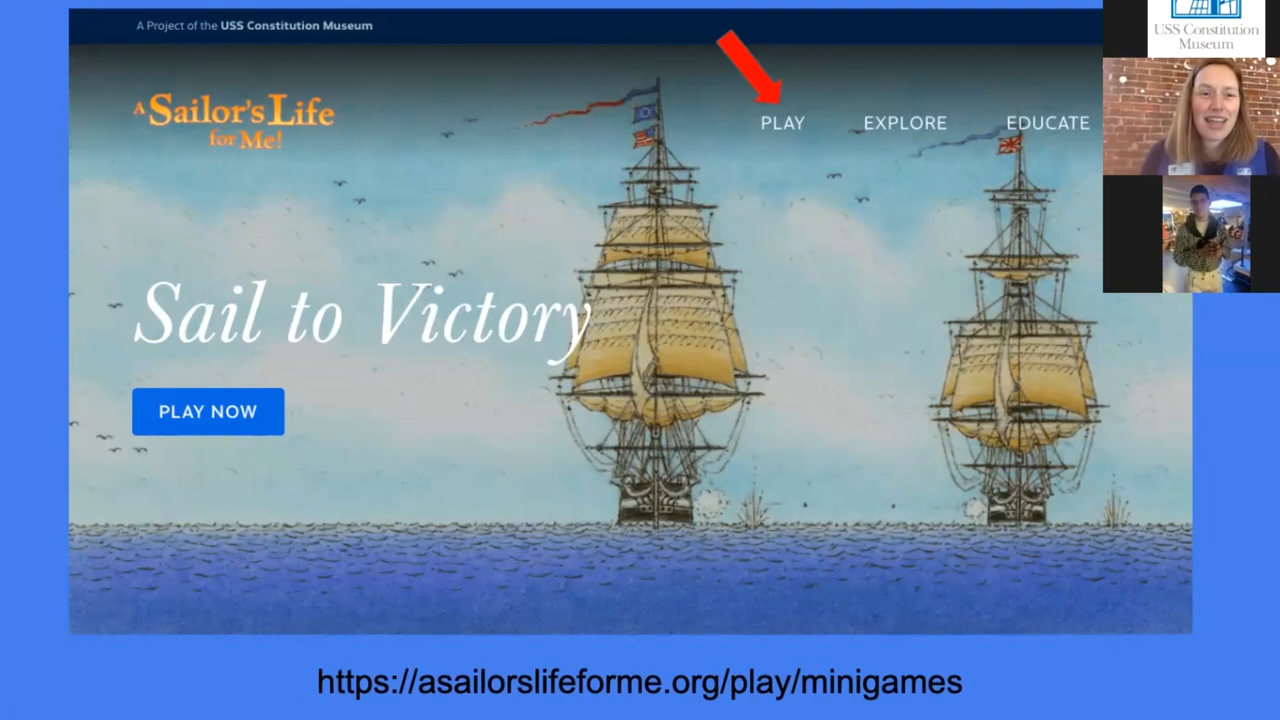 A Project of the USS Constitution Museum
USS Constitution
Museum
A Sailor's Life
for Me!
PLAY
EXPLORE
EDUCATE
Sail to Victory
PLAY NOW
https://asailorslifeforme.org/play/minigames